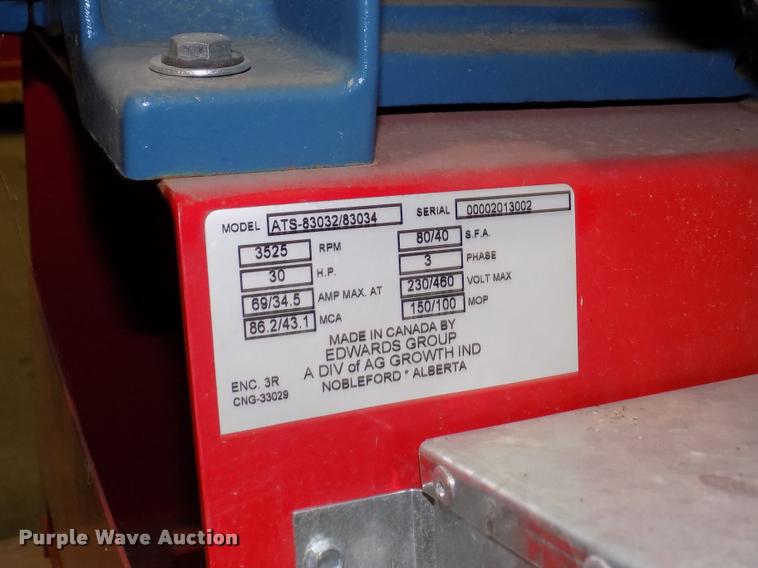 MODEL ATS-83032/83034 SERIAL 00002013002
3525 RPM 80/40 S.F.A.
30 H.P. 3 PHASE
69/34.5 AMP MAX. AT 230/460 VOLT MAX
86.2/43.1 MCA 150/100 MOP
MADE IN CANADA BY
EDWARDS GROUP
A DIV of AG GROWTH IND
NOBLEFORD * ALBERTA
ENC. 3R
CNG-33029
Purple Wave Auction